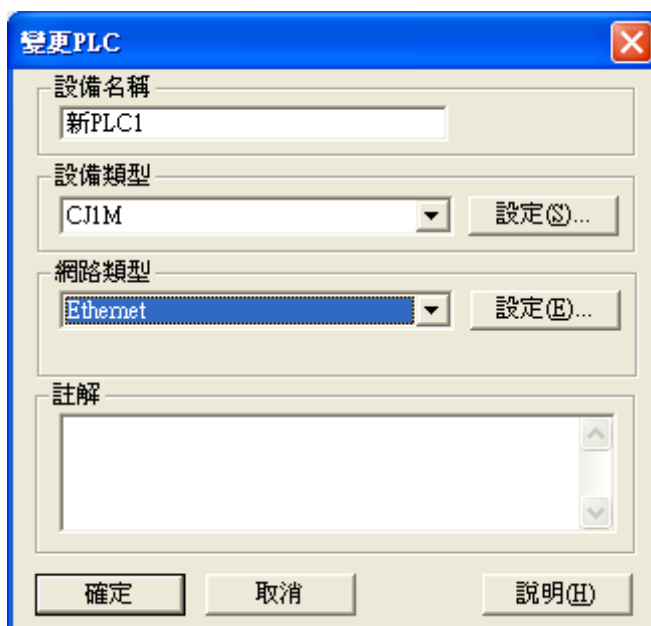 變更PLC
設備名稱
新PLC1
設備類型
CJ1M
設定(S)...
網路類型
Ethernet
設定(E)...
註解
確定
取消
說明(H)